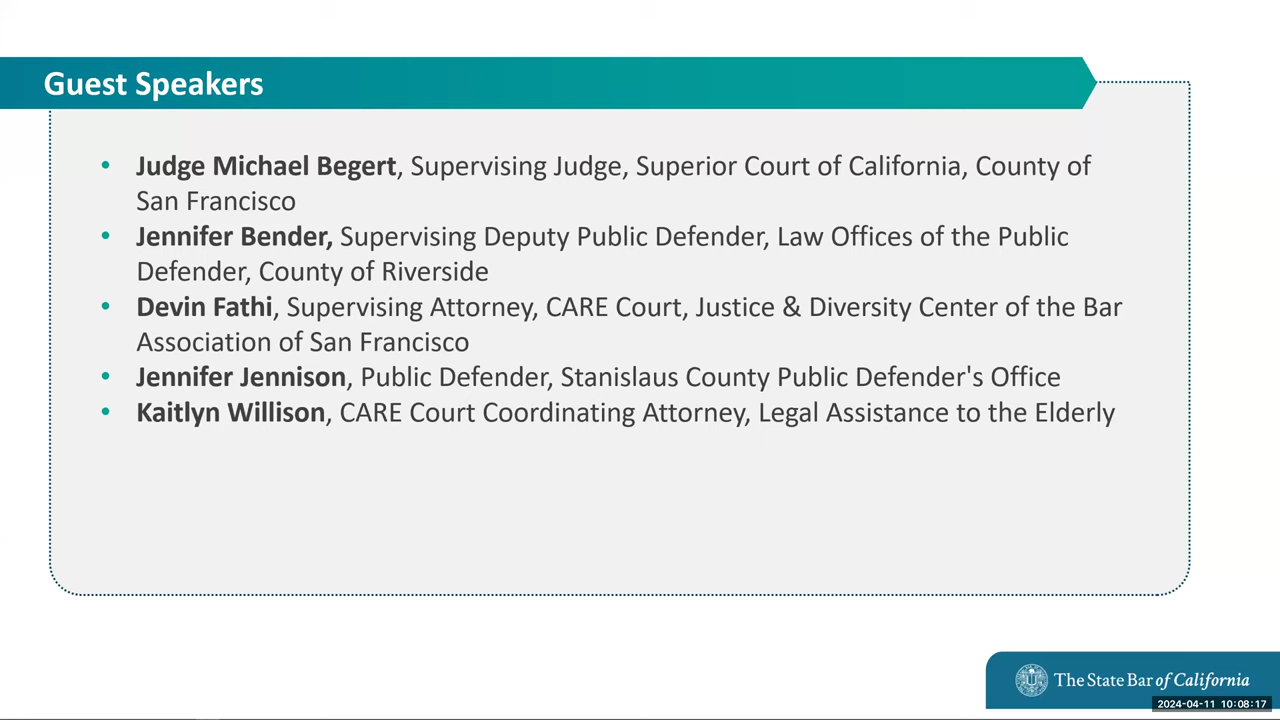 Guest Speakers
• Judge Michael Begert, Supervising Judge, Superior Court of California, County of
San Francisco
• Jennifer Bender, Supervising Deputy Public Defender, Law Offices of the Public
Defender, County of Riverside
• Devin Fathi, Supervising Attorney, CARE Court, Justice & Diversity Center of the Bar
Association of San Francisco
• Jennifer Jennison, Public Defender, Stanislaus County Public Defender's Office
• Kaitlyn Willison, CARE Court Coordinating Attorney, Legal Assistance to the Elderly
The State Bar of California
2024-04-11 10:08:17